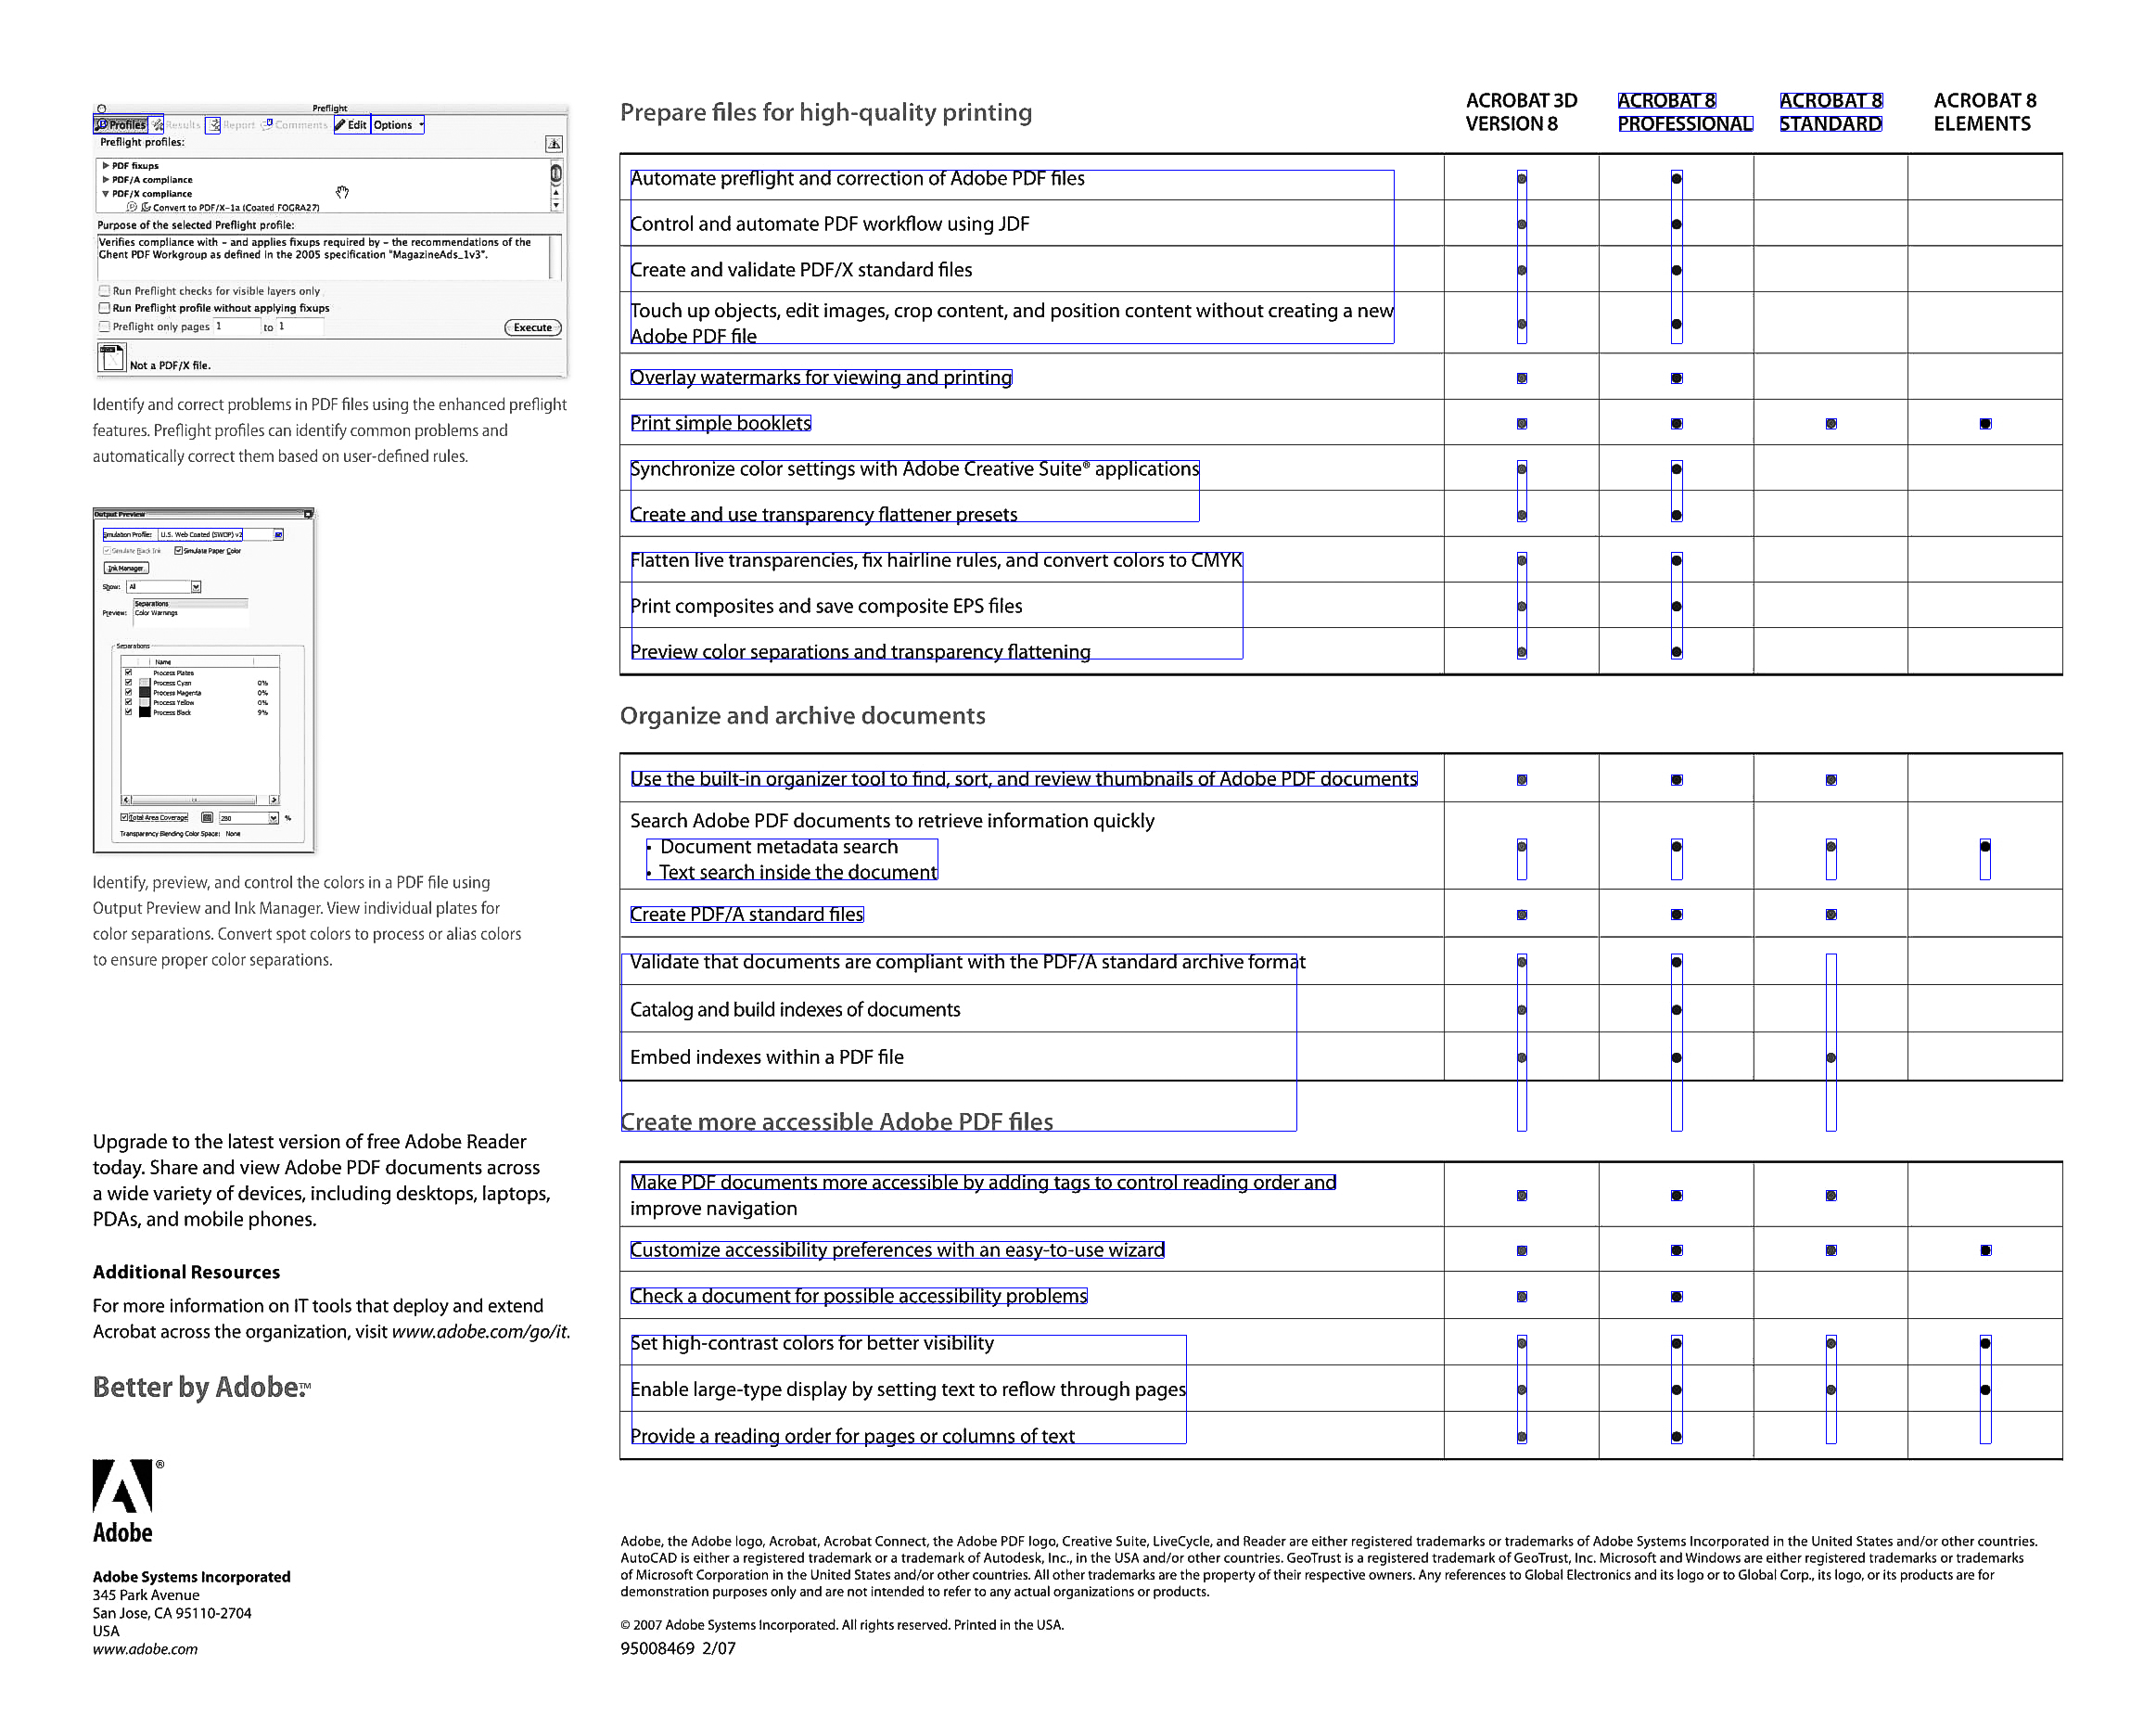 Preflight
Profiles Results Report Comments Edit Options
Preflight profiles:
PDF fixups
PDF/A compliance
PDF/X compliance
Convert to PDF/X-1a (Coated FOGRA27)
Purpose of the selected Preflight profile:
Verifies compliance with – and applies fixups required by – the recommendations of the
Ghent PDF Workgroup as defined in the 2005 specification "MagazineAds_1v3".
Run Preflight checks for visible layers only
Run Preflight profile without applying fixups
Preflight only pages 1 to 1
Execute
Not a PDF/X file.
Identify and correct problems in PDF files using the enhanced preflight
features. Preflight profiles can identify common problems and
automatically correct them based on user-defined rules.
Output Preview
Simulation Profile: U.S. Web Coated (SWOP) v2
Simulate Black Ink Simulate Paper Color
Ink Manager
Show: All
Separations
Preview: Color Warnings
Separations
Name
Process Plates
Process Cyan 0%
Process Magenta 0%
Process Yellow 0%
Process Black 9%
Total Area Coverage 280 %
Transparency Blending Color Space: None
Identify, preview, and control the colors in a PDF file using
Output Preview and Ink Manager. View individual plates for
color separations. Convert spot colors to process or alias colors
to ensure proper color separations.
Upgrade to the latest version of free Adobe Reader
today. Share and view Adobe PDF documents across
a wide variety of devices, including desktops, laptops,
PDAs, and mobile phones.
Additional Resources
For more information on IT tools that deploy and extend
Acrobat across the organization, visit www.adobe.com/go/it.
Better by Adobe.™
®
Adobe
Adobe Systems Incorporated
345 Park Avenue
San Jose, CA 95110-2704
USA
www.adobe.com
Prepare files for high-quality printing
ACROBAT 3D
VERSION 8
ACROBAT 8
PROFESSIONAL
ACROBAT 8
STANDARD
ACROBAT 8
ELEMENTS
Automate preflight and correction of Adobe PDF files ● ●
Control and automate PDF workflow using JDF ● ●
Create and validate PDF/X standard files ● ●
Touch up objects, edit images, crop content, and position content without creating a new
Adobe PDF file ● ●
Overlay watermarks for viewing and printing ● ●
Print simple booklets ● ● ● ●
Synchronize color settings with Adobe Creative Suite® applications ● ●
Create and use transparency flattener presets ● ●
Flatten live transparencies, fix hairline rules, and convert colors to CMYK ● ●
Print composites and save composite EPS files ● ●
Preview color separations and transparency flattening ● ●
Organize and archive documents
Use the built-in organizer tool to find, sort, and review thumbnails of Adobe PDF documents ● ● ●
Search Adobe PDF documents to retrieve information quickly
• Document metadata search ● ● ● ●
• Text search inside the document
Create PDF/A standard files ● ● ●
Validate that documents are compliant with the PDF/A standard archive format ● ●
Catalog and build indexes of documents ● ●
Embed indexes within a PDF file ● ● ●
Create more accessible Adobe PDF files
Make PDF documents more accessible by adding tags to control reading order and
improve navigation ● ● ●
Customize accessibility preferences with an easy-to-use wizard ● ● ● ●
Check a document for possible accessibility problems ● ●
Set high-contrast colors for better visibility ● ● ● ●
Enable large-type display by setting text to reflow through pages ● ● ● ●
Provide a reading order for pages or columns of text ● ●
Adobe, the Adobe logo, Acrobat, Acrobat Connect, the Adobe PDF logo, Creative Suite, LiveCycle, and Reader are either registered trademarks or trademarks of Adobe Systems Incorporated in the United States and/or other countries.
AutoCAD is either a registered trademark or a trademark of Autodesk, Inc., in the USA and/or other countries. GeoTrust is a registered trademark of GeoTrust, Inc. Microsoft and Windows are either registered trademarks or trademarks
of Microsoft Corporation in the United States and/or other countries. All other trademarks are the property of their respective owners. Any references to Global Electronics and its logo or to Global Corp., its logo, or its products are for
demonstration purposes only and are not intended to refer to any actual organizations or products.
© 2007 Adobe Systems Incorporated. All rights reserved. Printed in the USA.
95008469 2/07